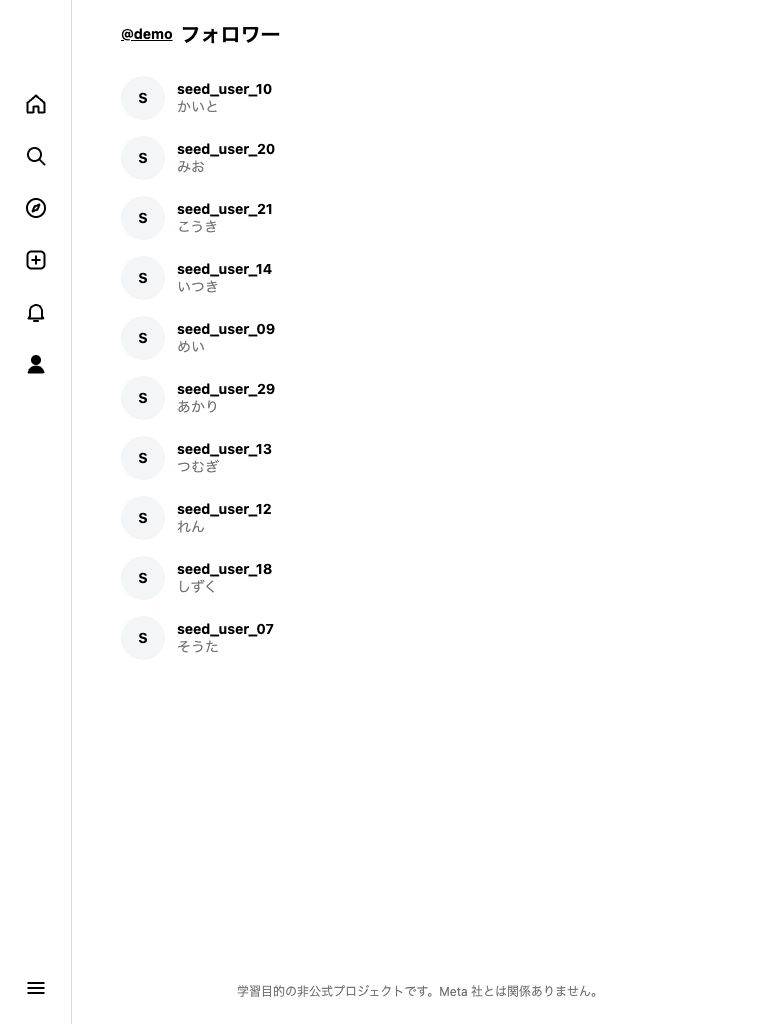 @demo フォロワー
S
seed_user_10
かいと
S
seed_user_20
みお
S
seed_user_21
こうき
S
seed_user_14
いつき
S
seed_user_09
めい
S
seed_user_29
あかり
S
seed_user_13
つむぎ
S
seed_user_12
れん
S
seed_user_18
しずく
S
seed_user_07
そうた
学習目的の非公式プロジェクトです。Meta 社とは関係ありません。